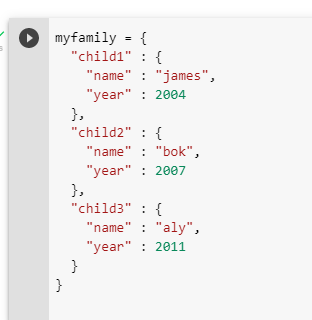 myfamily = {
  "child1" : {
    "name" : "james",
    "year" : 2004
  },
  "child2" : {
    "name" : "bok",
    "year" : 2007
  },
  "child3" : {
    "name" : "aly",
    "year" : 2011
  }
}